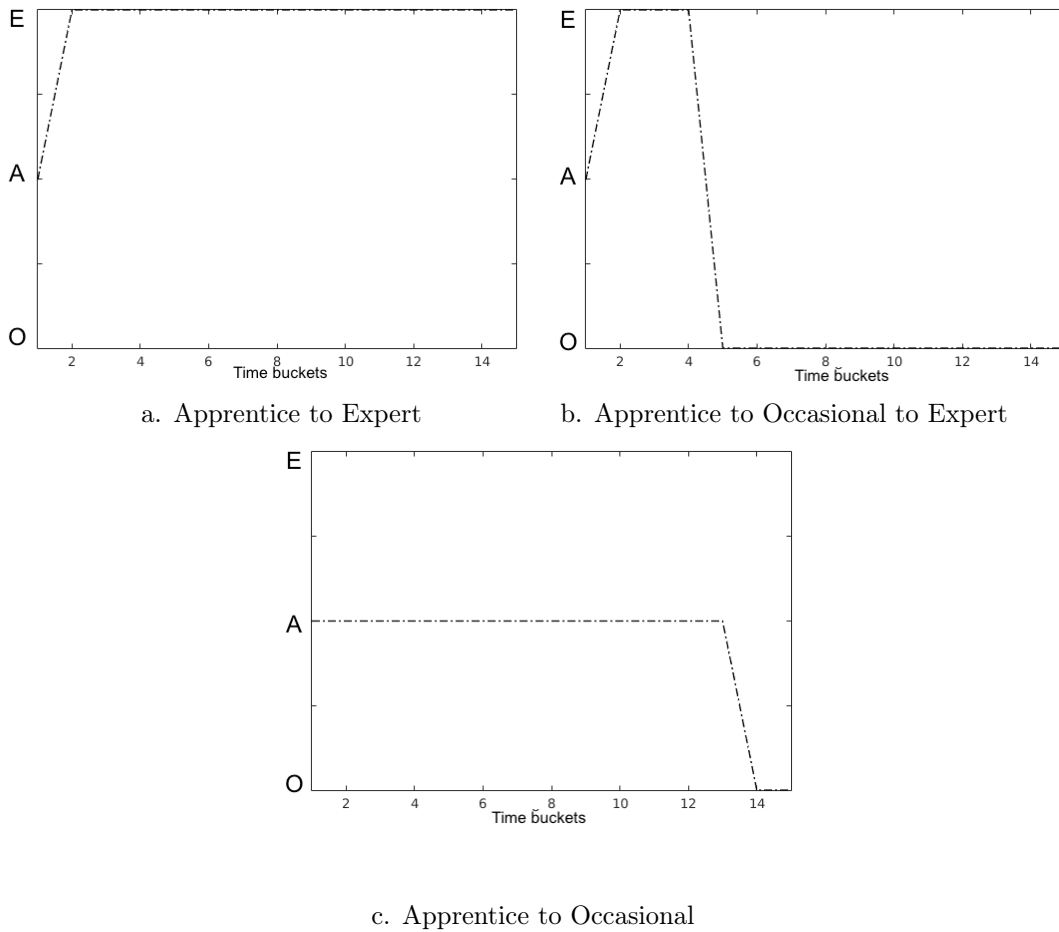 E
A
O
2 4 6 8 10 12 14
Time buckets
a. Apprentice to Expert
E
A
O
2 4 6 8 10 12 14
Time buckets
b. Apprentice to Occasional to Expert
E
A
O
2 4 6 8 10 12 14
Time buckets
c. Apprentice to Occasional